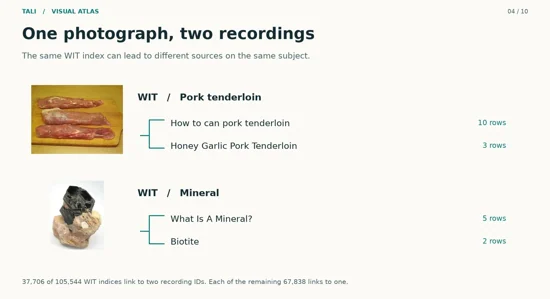 TALI / VISUAL ATLAS
04 / 10
One photograph, two recordings
The same WIT index can lead to different sources on the same subject.
WIT / Pork tenderloin
How to can pork tenderloin 10 rows
Honey Garlic Pork Tenderloin 3 rows
WIT / Mineral
What Is A Mineral? 5 rows
Biotite 2 rows
37,706 of 105,544 WIT indices link to two recording IDs. Each of the remaining 67,838 links to one.